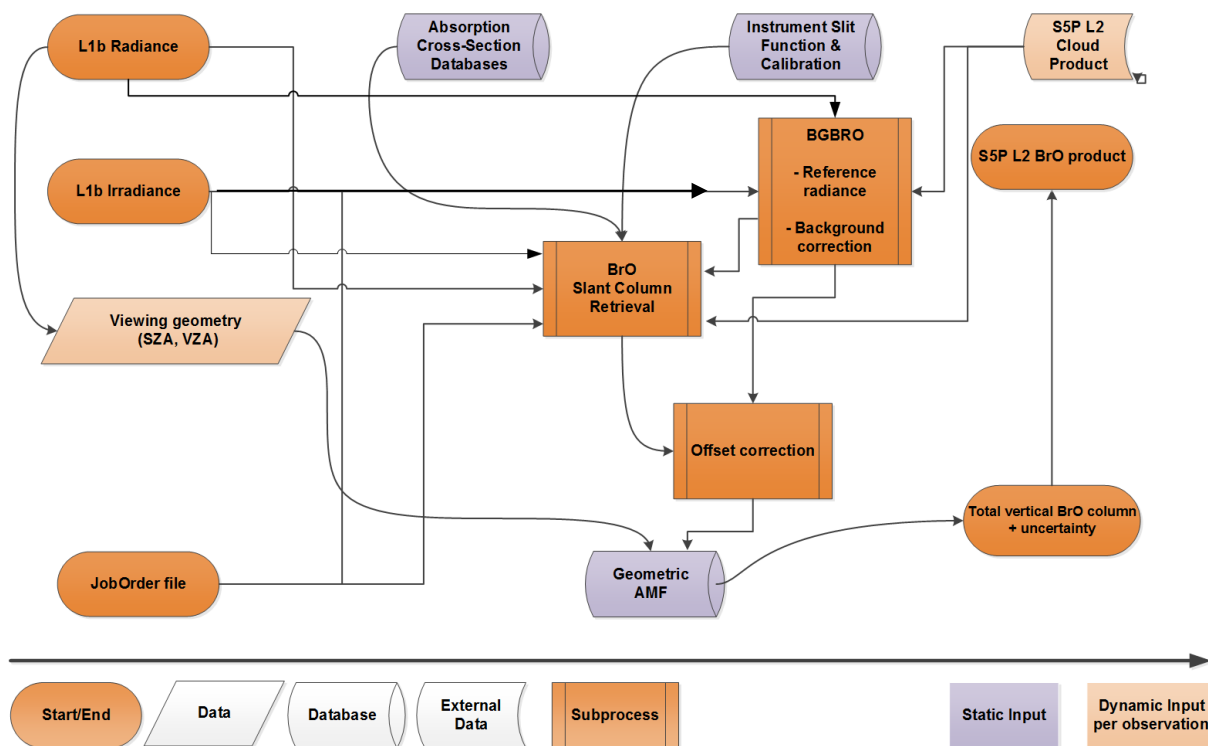 L1b Radiance
Absorption
Cross-Section
Databases
Instrument Slit
Function &
Calibration
S5P L2
Cloud
Product
BGBRO
- Reference
radiance
- Background
correction
S5P L2 BrO product
L1b Irradiance
BrO
Slant Column
Retrieval
Viewing geometry
(SZA, VZA)
Offset correction
Total vertical BrO column
+ uncertainty
JobOrder file
Geometric
AMF
Start/End
Data
Database
External
Data
Subprocess
Static Input
Dynamic Input
per observation